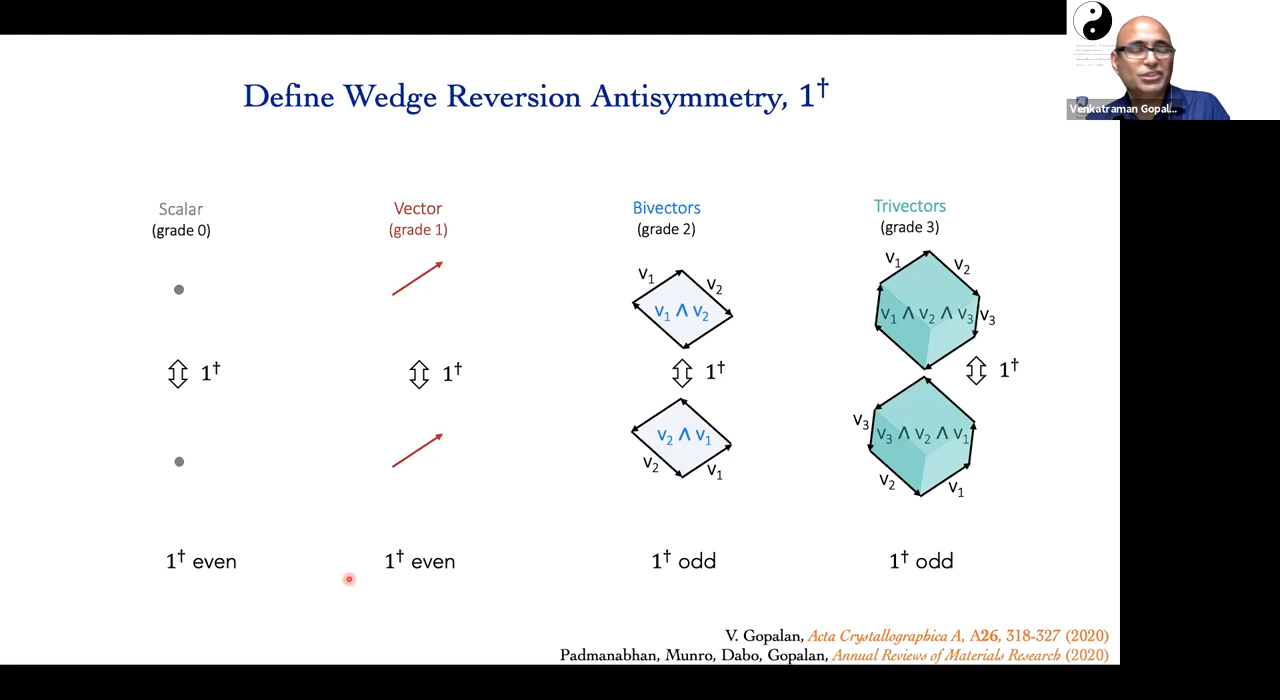 Define Wedge Reversion Antisymmetry, 1†
Venkatraman Gopal...
Scalar
(grade 0)
Vector
(grade 1)
Bivectors
(grade 2)
Trivectors
(grade 3)
v₁
v₂
v₁ ∧ v₂
v₁
v₂
v₁ ∧ v₂ ∧ v₃
v₃
1†
1†
1†
1†
v₂ ∧ v₁
v₂
v₁
v₃
v₃ ∧ v₂ ∧ v₁
v₂
v₁
1† even
1† even
1† odd
1† odd
V. Gopalan, Acta Crystallographica A, A26, 318-327 (2020)
Padmanabhan, Munro, Dabo, Gopalan, Annual Reviews of Materials Research (2020)